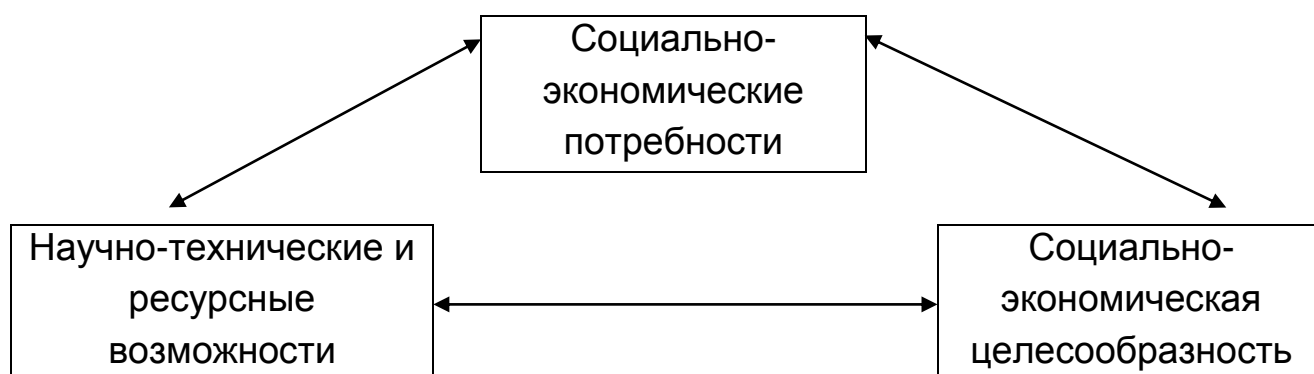 Социально-
экономические
потребности
Научно-технические и
ресурсные
возможности
Социально-
экономическая
целесообразность